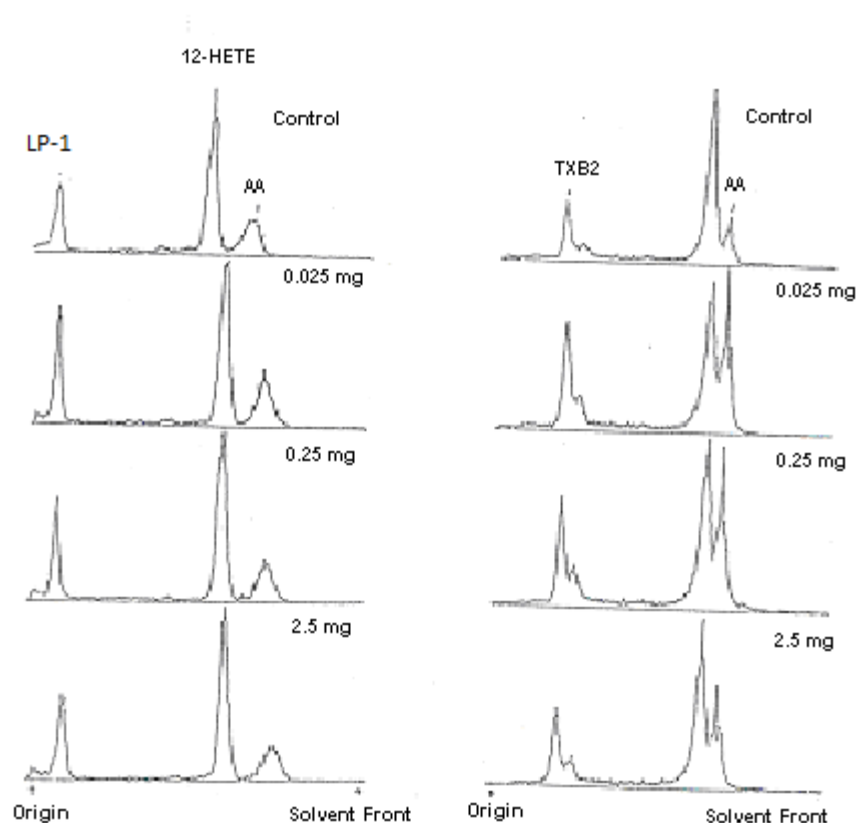 12-HETE
Control
LP-1
AA
0.025 mg
0.25 mg
2.5 mg
Origin
Solvent Front
Control
TXB2
AA
0.025 mg
0.25 mg
2.5 mg
Origin
Solvent Front